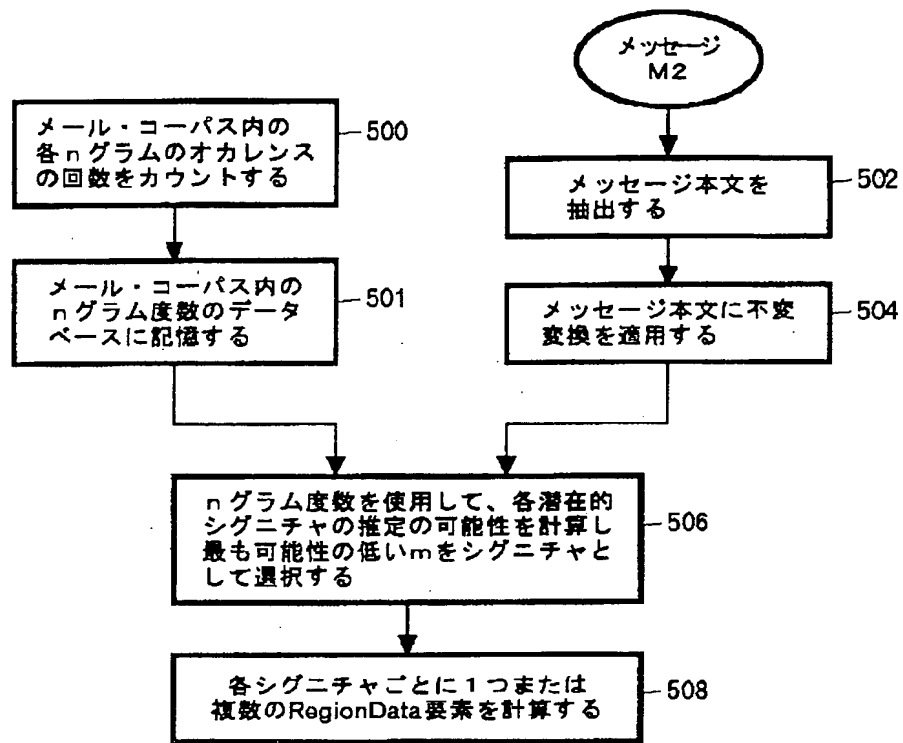 メッセージ
M2
メール・コーパス内の
各nグラムのオカレンス
の回数をカウントする
500
メッセージ本文を
抽出する
502
メール・コーパス内の
nグラム度数のデータ
ベースに記憶する
501
メッセージ本文に不変
変換を適用する
504
nグラム度数を使用して、各潜在的
シグニチャの推定の可能性を計算し
最も可能性の低いmをシグニチャと
して選択する
506
各シグニチャごとに1つまたは
複数のRegionData要素を計算する
508